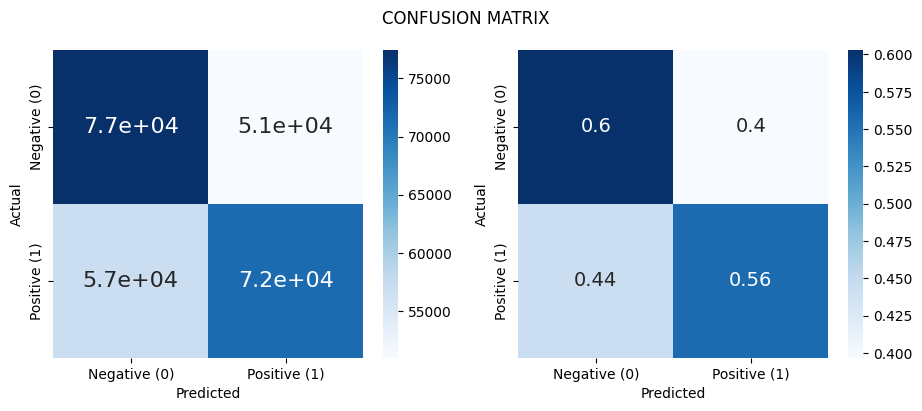 CONFUSION MATRIX
Actual
Negative (0)
Positive (1)
7.7e+04 5.1e+04
5.7e+04 7.2e+04
Negative (0) Positive (1)
Predicted
75000
70000
65000
60000
55000
Actual
Negative (0)
Positive (1)
0.6 0.4
0.44 0.56
Negative (0) Positive (1)
Predicted
0.600
0.575
0.550
0.525
0.500
0.475
0.450
0.425
0.400